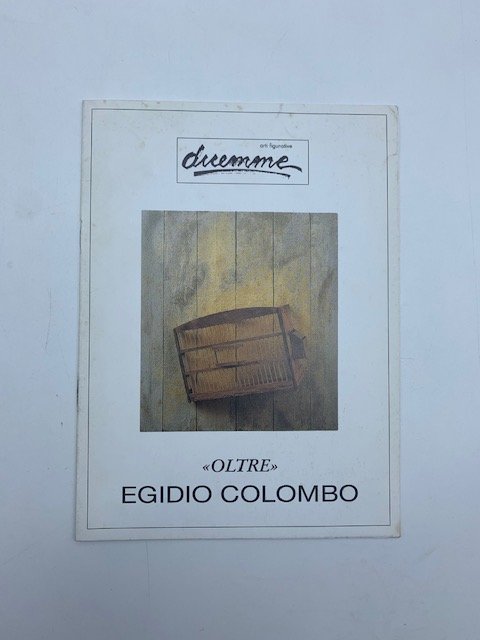 arti figurative
duemme
«OLTRE»
EGIDIO COLOMBO